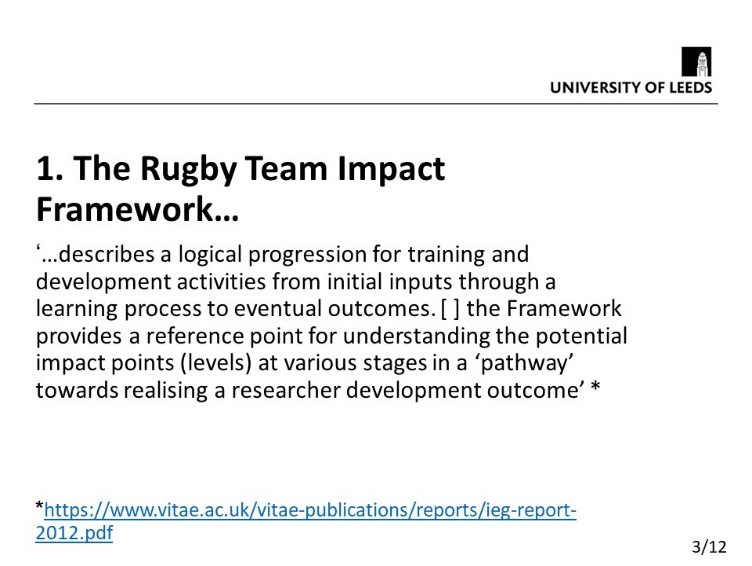 UNIVERSITY OF LEEDS
1. The Rugby Team Impact
Framework…
‘…describes a logical progression for training and
development activities from initial inputs through a
learning process to eventual outcomes. [ ] the Framework
provides a reference point for understanding the potential
impact points (levels) at various stages in a ‘pathway’
towards realising a researcher development outcome’ *
*https://www.vitae.ac.uk/vitae-publications/reports/ieg-report-
2012.pdf
3/12